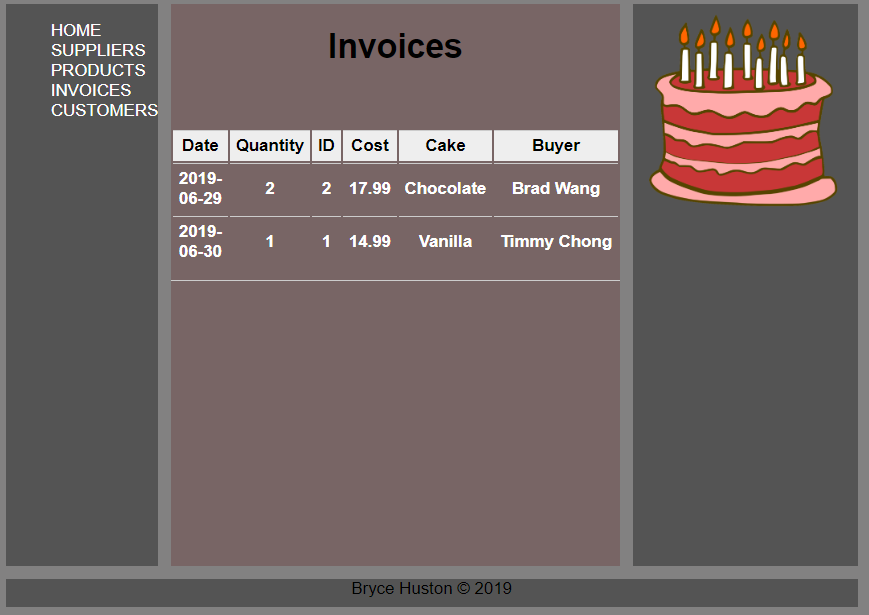 HOME
SUPPLIERS
PRODUCTS
INVOICES
CUSTOMERS
Invoices
Date Quantity ID Cost Cake Buyer
2019-
06-29 2 2 17.99 Chocolate Brad Wang
2019-
06-30 1 1 14.99 Vanilla Timmy Chong
Bryce Huston © 2019